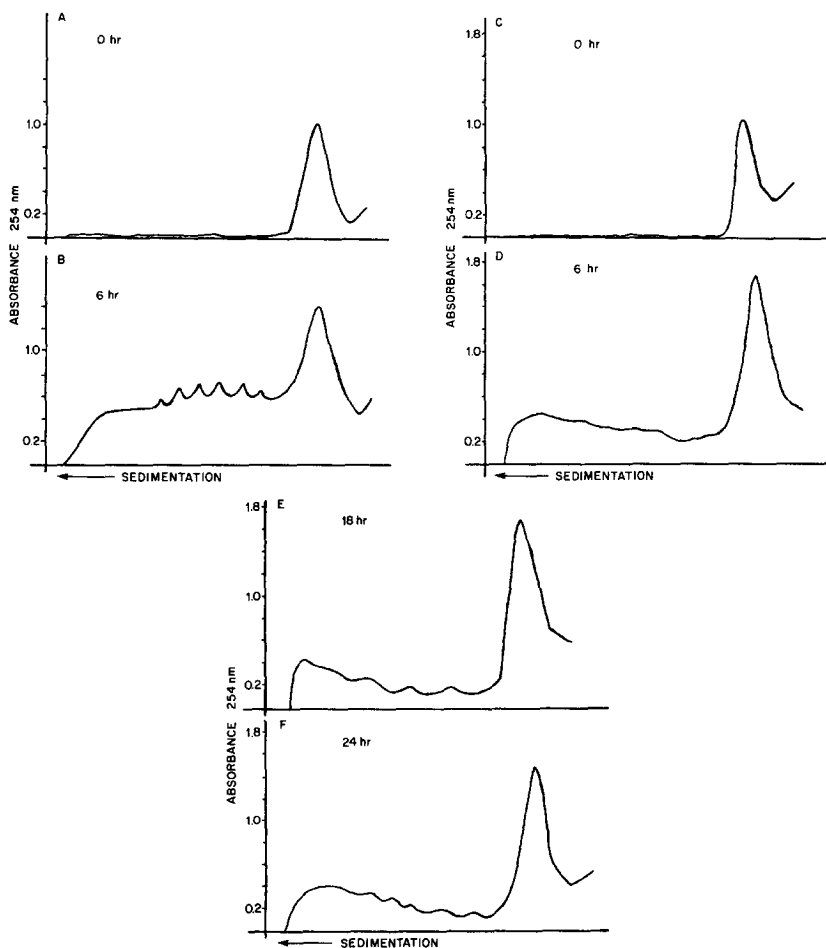 A
0 hr
1.0
0.2
254 nm
ABSORBANCE
B
6 hr
1.0
0.2
← SEDIMENTATION
C
0 hr
1.8
1.0
0.2
254 nm
ABSORBANCE
D
6 hr
1.8
1.0
0.2
← SEDIMENTATION
E
18 hr
1.8
1.0
0.2
254 nm
ABSORBANCE
F
24 hr
1.8
1.0
0.2
← SEDIMENTATION